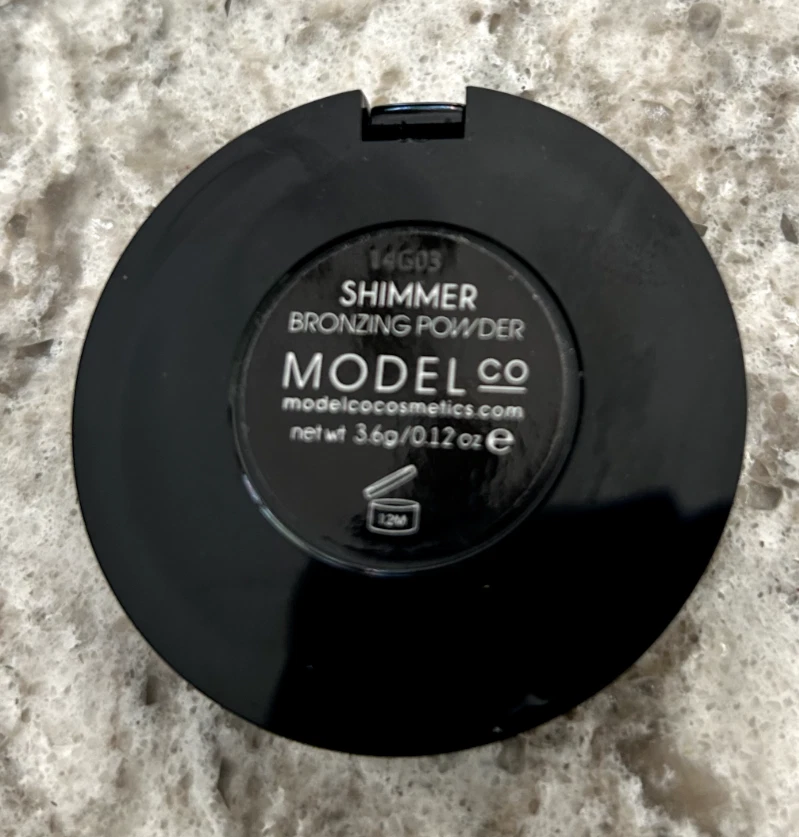 14G03
SHIMMER
BRONZING POWDER
MODEL CO
modelcocosmetics.com
net wt 3.6g/0.12 oz e
12M